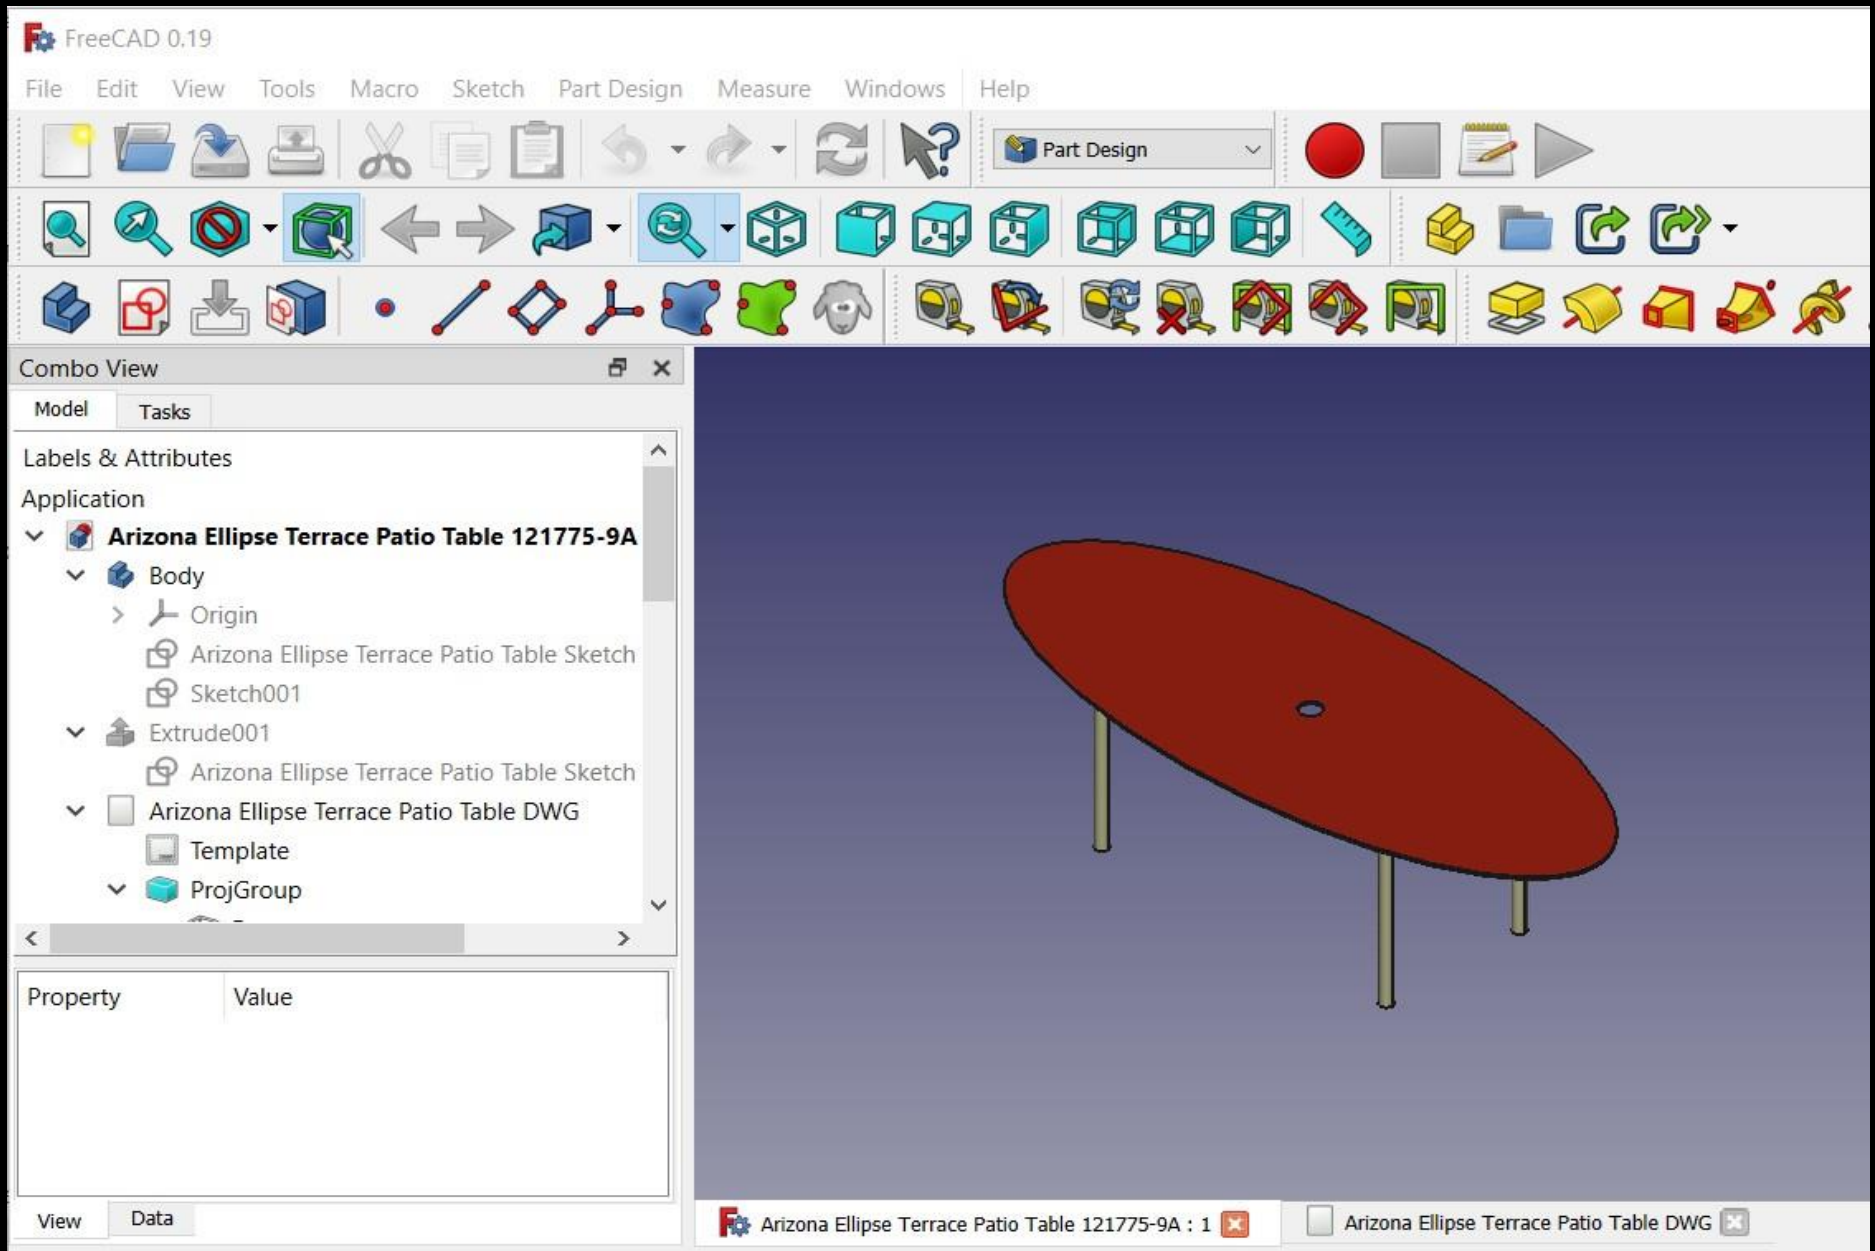 FreeCAD 0.19
File Edit View Tools Macro Sketch Part Design Measure Windows Help
Part Design
Combo View
Model Tasks
Labels & Attributes
Application
Arizona Ellipse Terrace Patio Table 121775-9A
Body
Origin
Arizona Ellipse Terrace Patio Table Sketch
Sketch001
Extrude001
Arizona Ellipse Terrace Patio Table Sketch
Arizona Ellipse Terrace Patio Table DWG
Template
ProjGroup
Property Value
View Data
Arizona Ellipse Terrace Patio Table 121775-9A : 1
Arizona Ellipse Terrace Patio Table DWG